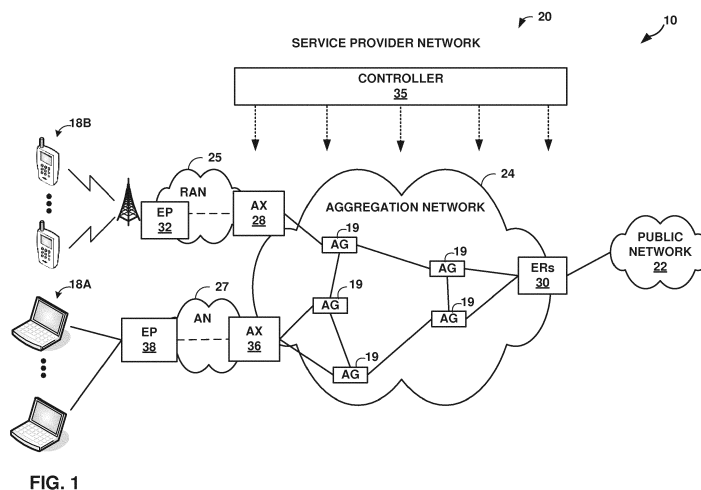 20
10
SERVICE PROVIDER NETWORK
CONTROLLER
35
18B
25
24
RAN
AGGREGATION NETWORK
EP
32
AX
28
19
AG
19
AG
PUBLIC
NETWORK
22
ERs
30
18A
27
19
AG
19
AG
AN
EP
38
AX
36
19
AG
FIG. 1